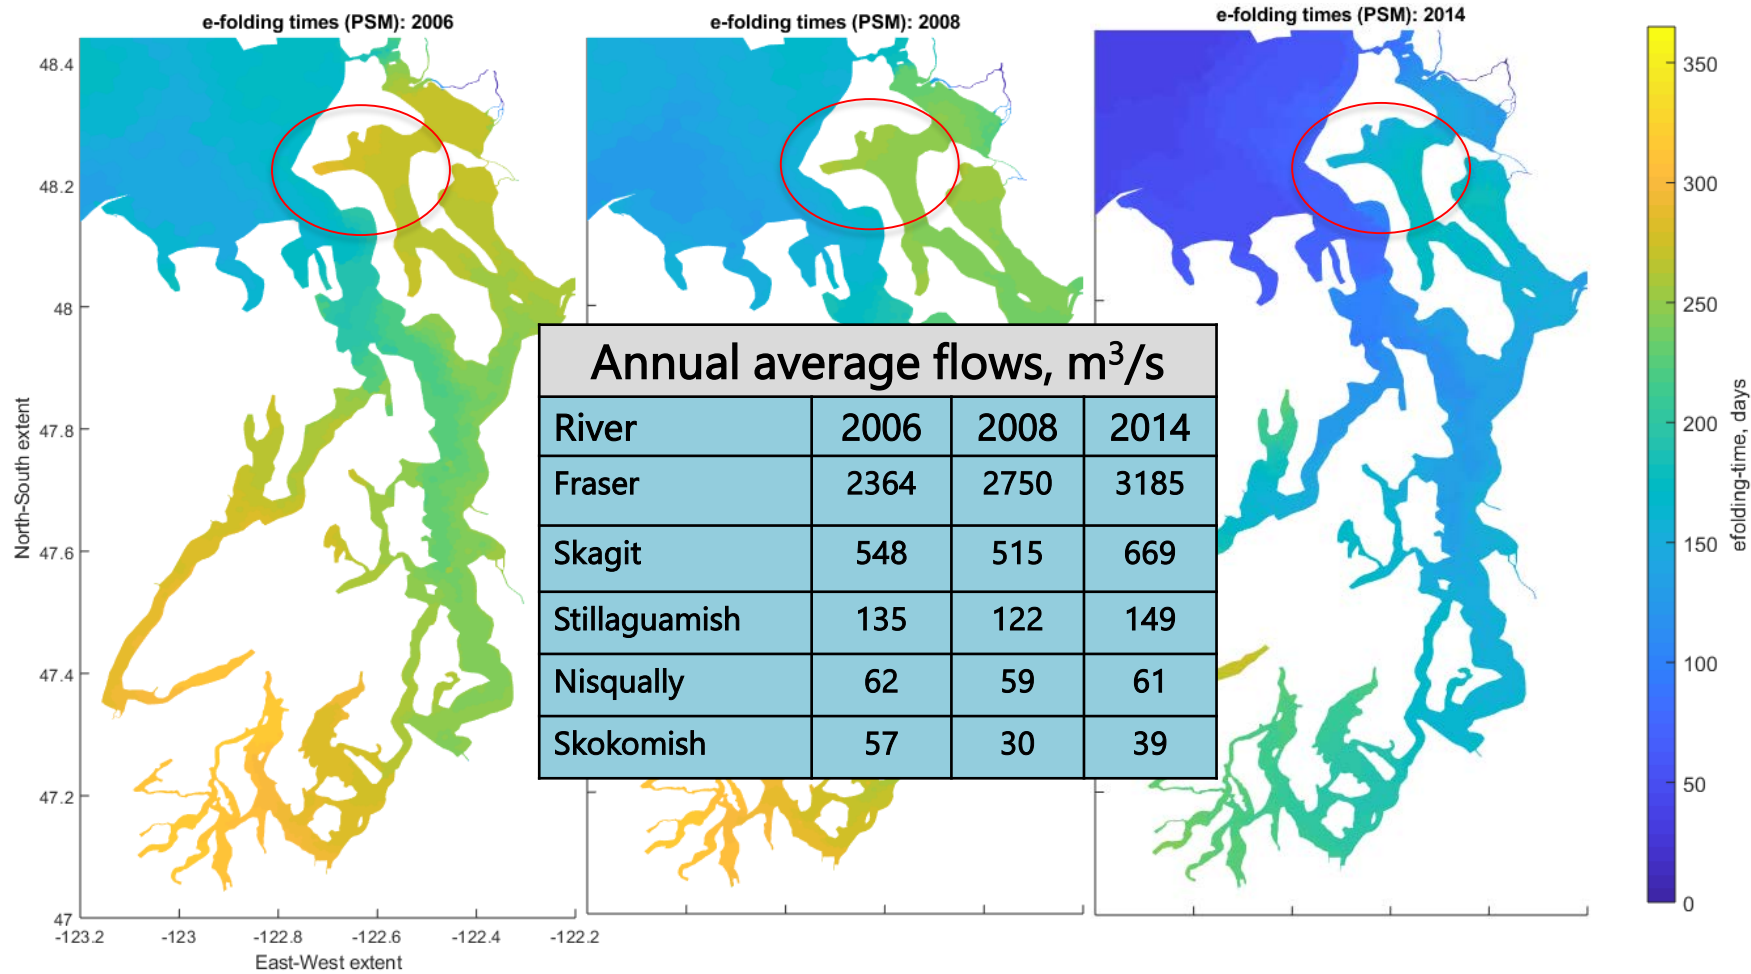 e-folding times (PSM): 2006
e-folding times (PSM): 2008
e-folding times (PSM): 2014
48.4
48.2
48
47.8
47.6
47.4
47.2
47
North-South extent
-123.2 -123 -122.8 -122.6 -122.4 -122.2
East-West extent
Annual average flows, m³/s
River 2006 2008 2014
Fraser 2364 2750 3185
Skagit 548 515 669
Stillaguamish 135 122 149
Nisqually 62 59 61
Skokomish 57 30 39
350
300
250
200
150
100
50
0
efolding-time, days